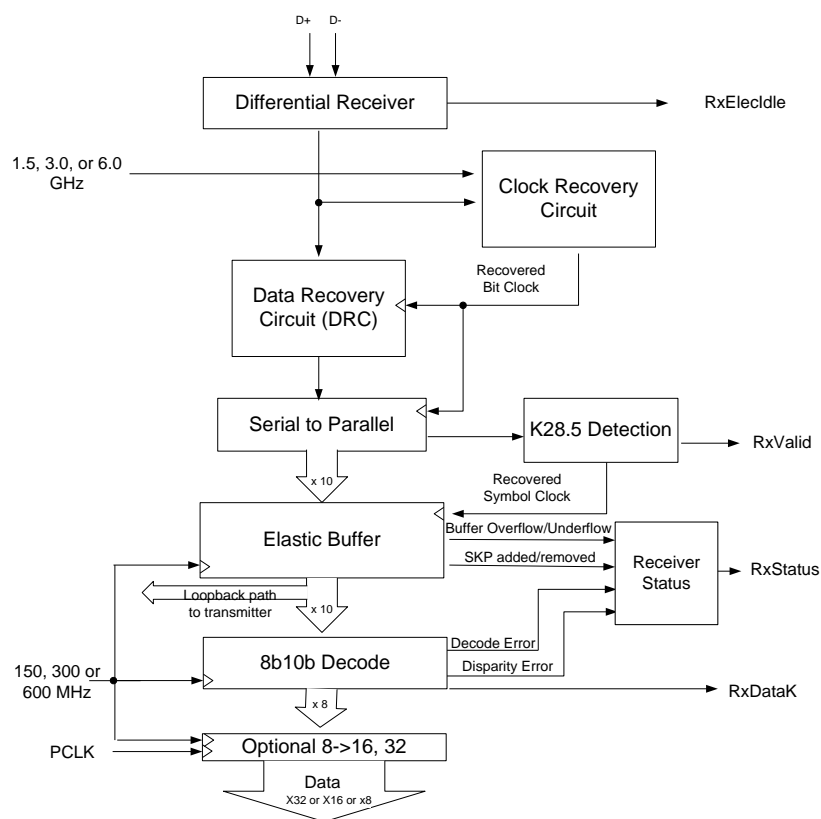 D+ D-
Differential Receiver
RxElecIdle
1.5, 3.0, or 6.0
GHz
Clock Recovery
Circuit
Recovered
Bit Clock
Data Recovery
Circuit (DRC)
Serial to Parallel
K28.5 Detection
RxValid
x 10
Recovered
Symbol Clock
Elastic Buffer
Buffer Overflow/Underflow
SKP added/removed
Receiver
Status
RxStatus
Loopback path
to transmitter
x 10
Decode Error
8b10b Decode
Disparity Error
150, 300 or
600 MHz
RxDataK
x 8
PCLK
Optional 8->16, 32
Data
X32 or X16 or x8